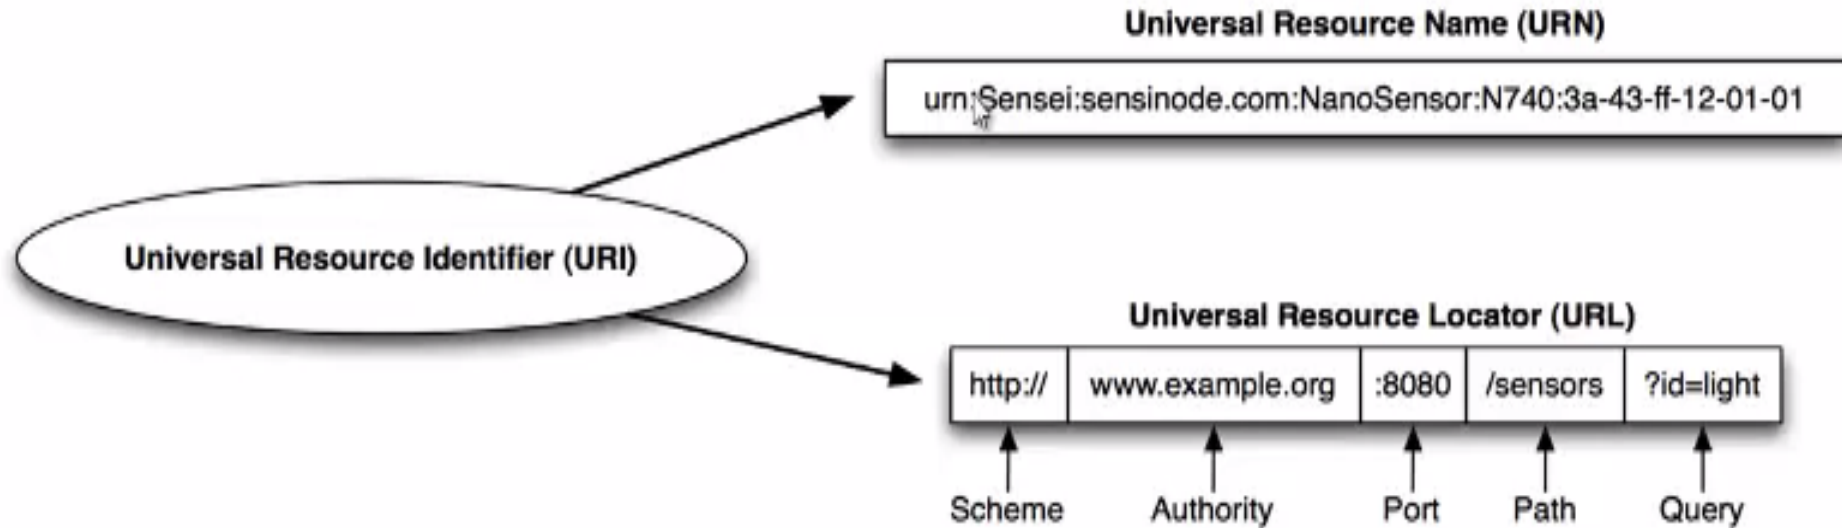 Universal Resource Name (URN)
urn:Sensei:sensinode.com:NanoSensor:N740:3a-43-ff-12-01-01
Universal Resource Identifier (URI)
Universal Resource Locator (URL)
http:// www.example.org :8080 /sensors ?id=light
Scheme Authority Port Path Query